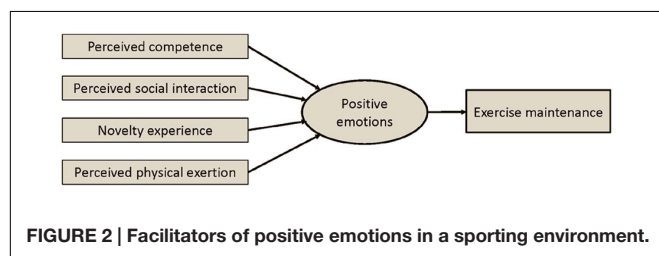 Perceived competence
Perceived social interaction
Novelty experience
Perceived physical exertion
Positive
emotions
Exercise maintenance
FIGURE 2 | Facilitators of positive emotions in a sporting environment.